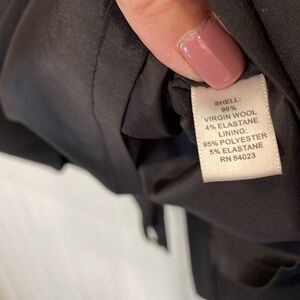 SHELL:
96%
VIRGIN WOOL
4% ELASTANE
LINING:
95% POLYESTER
5% ELASTANE
RN 54023